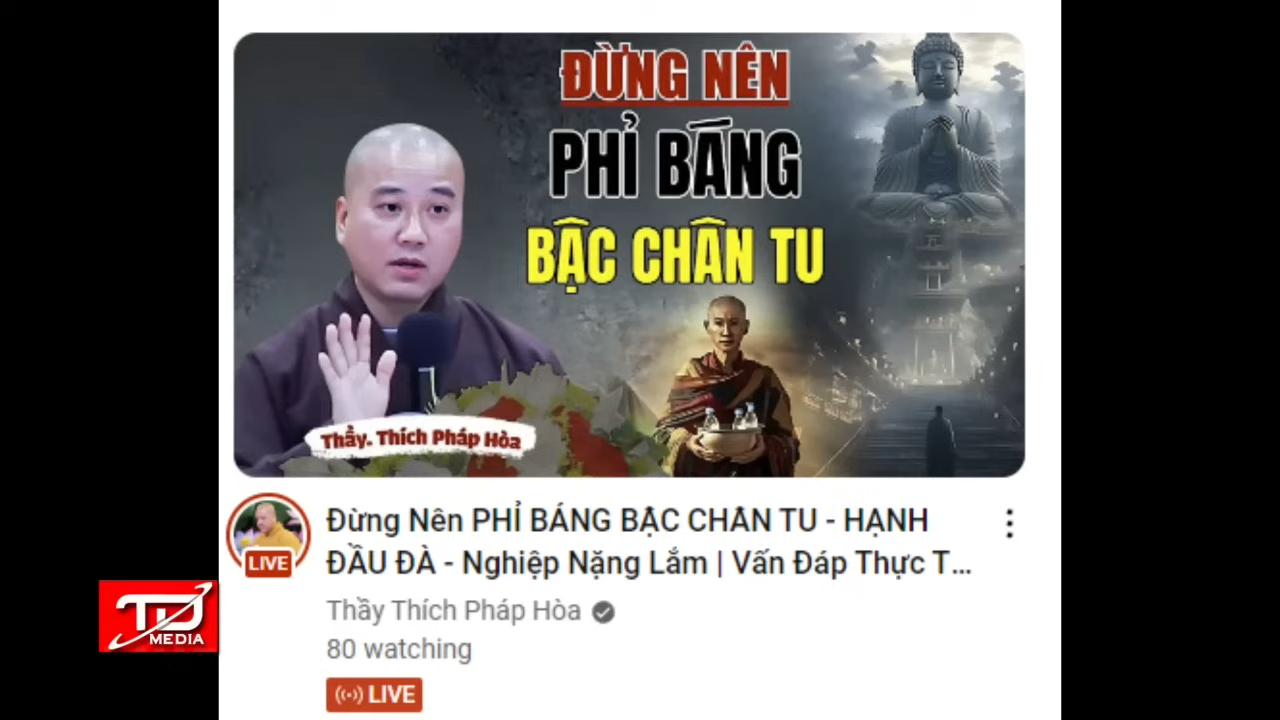 ĐỪNG NÊN
PHỈ BÁNG
BẬC CHÂN TU
Thầy. Thích Pháp Hòa
Đừng Nên PHỈ BÁNG BẬC CHÂN TU - HẠNH
ĐẦU ĐÀ - Nghiệp Nặng Lắm | Vấn Đáp Thực T...
LIVE
Thầy Thích Pháp Hòa
80 watching
LIVE
TD
MEDIA